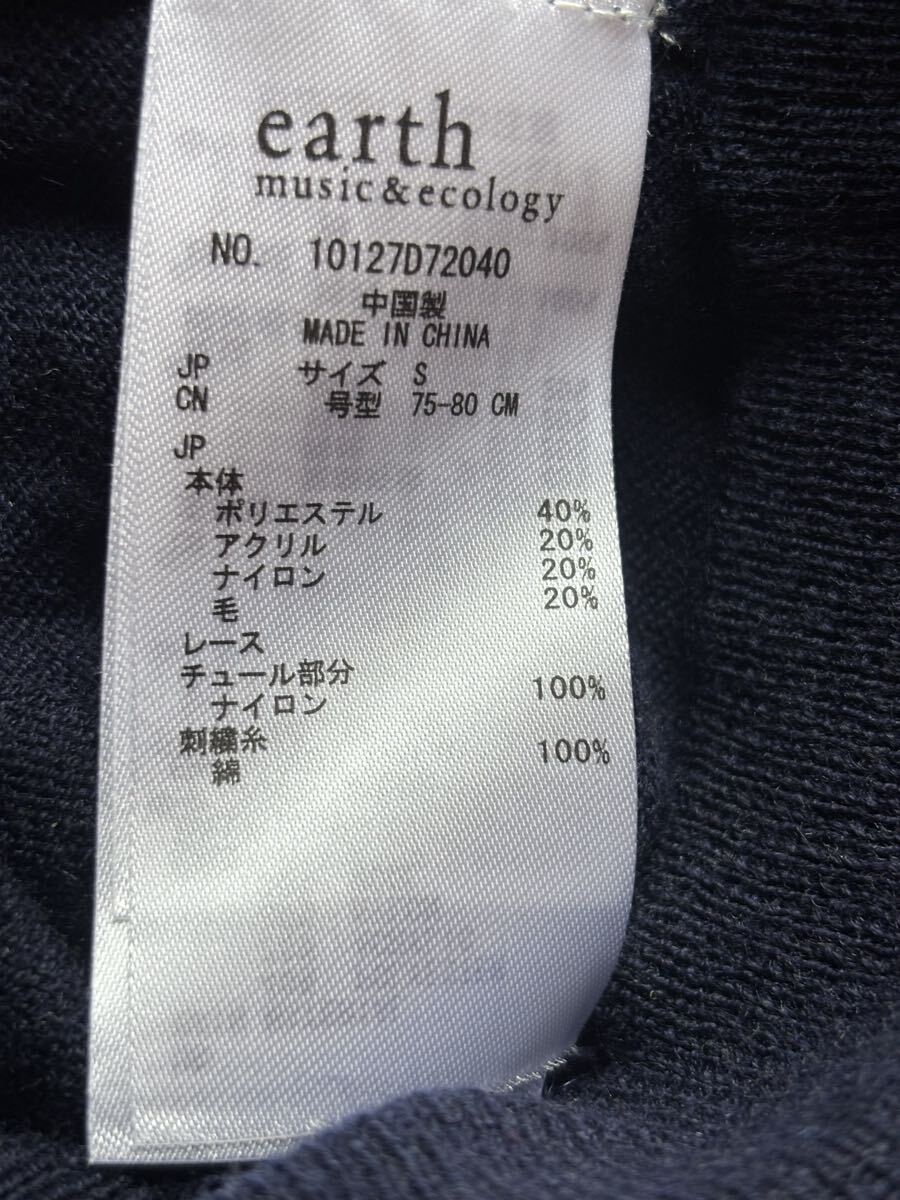 earth
music&ecology
NO. 10127D72040
中国製
MADE IN CHINA
JP サイズ S
CN 号型 75-80 CM
JP
本体
ポリエステル 40%
アクリル 20%
ナイロン 20%
毛 20%
レース
チュール部分
ナイロン 100%
刺繍糸
綿 100%